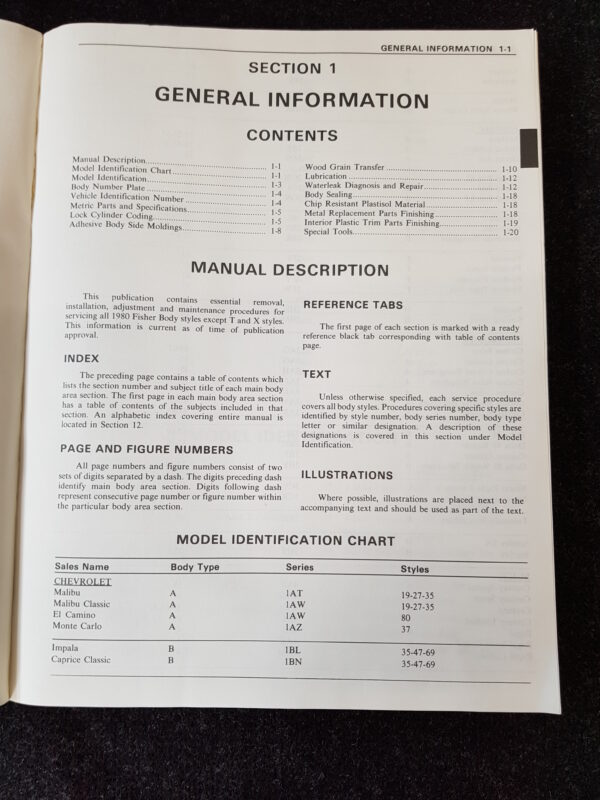 GENERAL INFORMATION 1-1
SECTION 1
GENERAL INFORMATION
CONTENTS
Manual Description 1-1
Model Identification Chart 1-1
Model Identification 1-3
Body Number Plate 1-4
Vehicle Identification Number 1-4
Metric Parts and Specifications 1-5
Lock Cylinder Coding 1-5
Adhesive Body Side Moldings 1-8
Wood Grain Transfer 1-10
Lubrication 1-12
Waterleak Diagnosis and Repair 1-12
Body Sealing 1-18
Chip Resistant Plastisol Material 1-18
Metal Replacement Parts Finishing 1-18
Interior Plastic Trim Parts Finishing 1-19
Special Tools 1-20
MANUAL DESCRIPTION
This publication contains essential removal,
installation, adjustment and maintenance procedures for
servicing all 1980 Fisher Body styles except T and X styles.
This information is current as of time of publication
approval.
INDEX
The preceding page contains a table of contents which
lists the section number and subject title of each main body
area section. The first page in each main body area section
has a table of contents of the subjects included in that
section. An alphabetic index covering entire manual is
located in Section 12.
PAGE AND FIGURE NUMBERS
All page numbers and figure numbers consist of two
sets of digits separated by a dash. The digits preceding dash
identify main body area section. Digits following dash
represent consecutive page number or figure number within
the particular body area section.
REFERENCE TABS
The first page of each section is marked with a ready
reference black tab corresponding with table of contents
page.
TEXT
Unless otherwise specified, each service procedure
covers all body styles. Procedures covering specific styles are
identified by style number, body series number, body type
letter or similar designation. A description of these
designations is covered in this section under Model
Identification.
ILLUSTRATIONS
Where possible, illustrations are placed next to the
accompanying text and should be used as part of the text.
MODEL IDENTIFICATION CHART
Sales Name Body Type Series Styles
CHEVROLET
Malibu A 1AT 19-27-35
Malibu Classic A 1AW 19-27-35
El Camino A 1AW 80
Monte Carlo A 1AZ 37
Impala B 1BL 35-47-69
Caprice Classic B 1BN 35-47-69